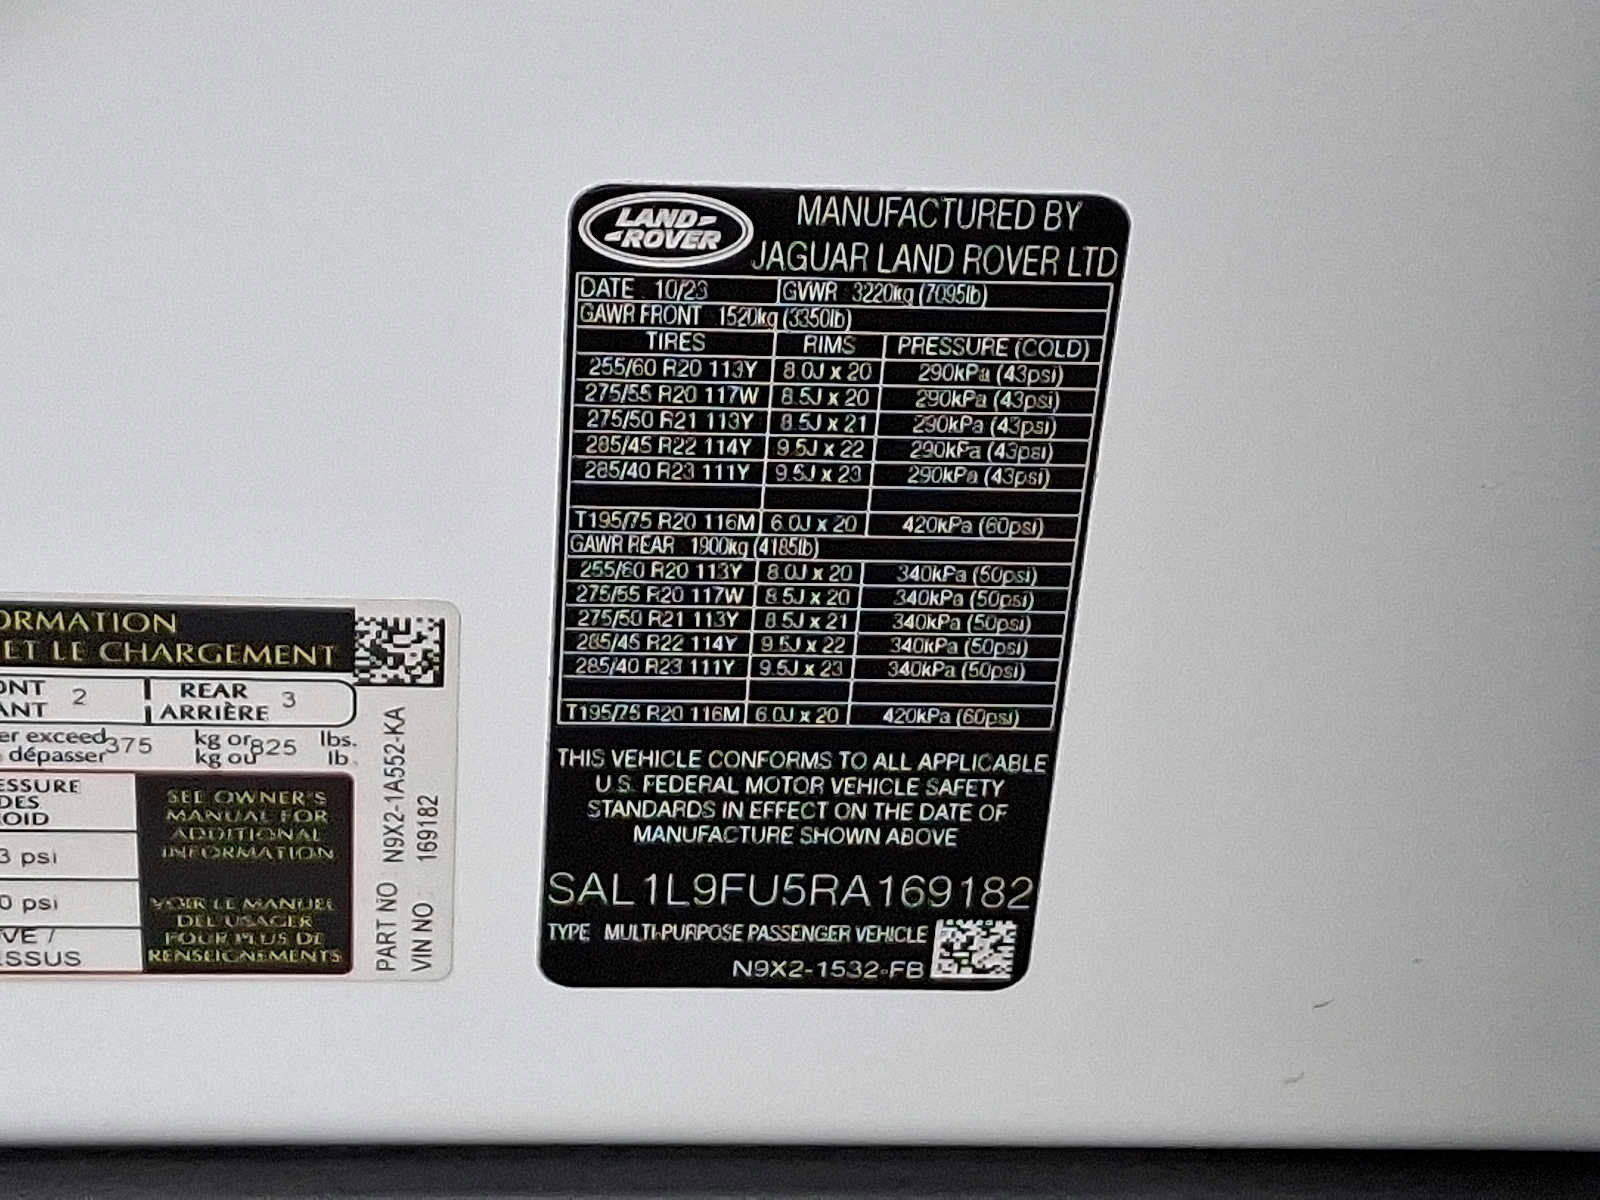 LAND-
-ROVER
MANUFACTURED BY
JAGUAR LAND ROVER LTD
DATE 10/23 GVWR 3220kg (7095lb)
GAWR FRONT 1520kg (3350lb)
TIRES RIMS PRESSURE (COLD)
255/60 R20 113Y 8.0J x 20 290kPa (43psi)
275/55 R20 117W 8.5J x 20 290kPa (43psi)
275/50 R21 113Y 8.5J x 21 290kPa (43psi)
285/45 R22 114Y 9.5J x 22 290kPa (43psi)
285/40 R23 111Y 9.5J x 23 290kPa (43psi)
T195/75 R20 116M 6.0J x 20 420kPa (60psi)
GAWR REAR 1900kg (4185lb)
255/60 R20 113Y 8.0J x 20 340kPa (50psi)
275/55 R20 117W 8.5J x 20 340kPa (50psi)
275/50 R21 113Y 8.5J x 21 340kPa (50psi)
285/45 R22 114Y 9.5J x 22 340kPa (50psi)
285/40 R23 111Y 9.5J x 23 340kPa (50psi)
T195/75 R20 116M 6.0J x 20 420kPa (60psi)
THIS VEHICLE CONFORMS TO ALL APPLICABLE
U.S. FEDERAL MOTOR VEHICLE SAFETY
STANDARDS IN EFFECT ON THE DATE OF
MANUFACTURE SHOWN ABOVE
SAL1L9FU5RA169182
TYPE MULTI-PURPOSE PASSENGER VEHICLE
N9X2-1532-FB
ORMATION
ET LE CHARGEMENT
ONT 2 REAR 3
ANT ARRIÈRE
er exceed 375 kg or 825 lbs.
dépasser kg ou lb.
ESSURE
DES
OID
3 psi
0 psi
VE /
SSUS
SEE OWNER'S
MANUAL FOR
ADDITIONAL
INFORMATION
VOIR LE MANUEL
DEL USAGER
POUR PLUS DE
RENSEIGNEMENTS
PART NO N9X2-1A552-KA
VIN NO : 169182